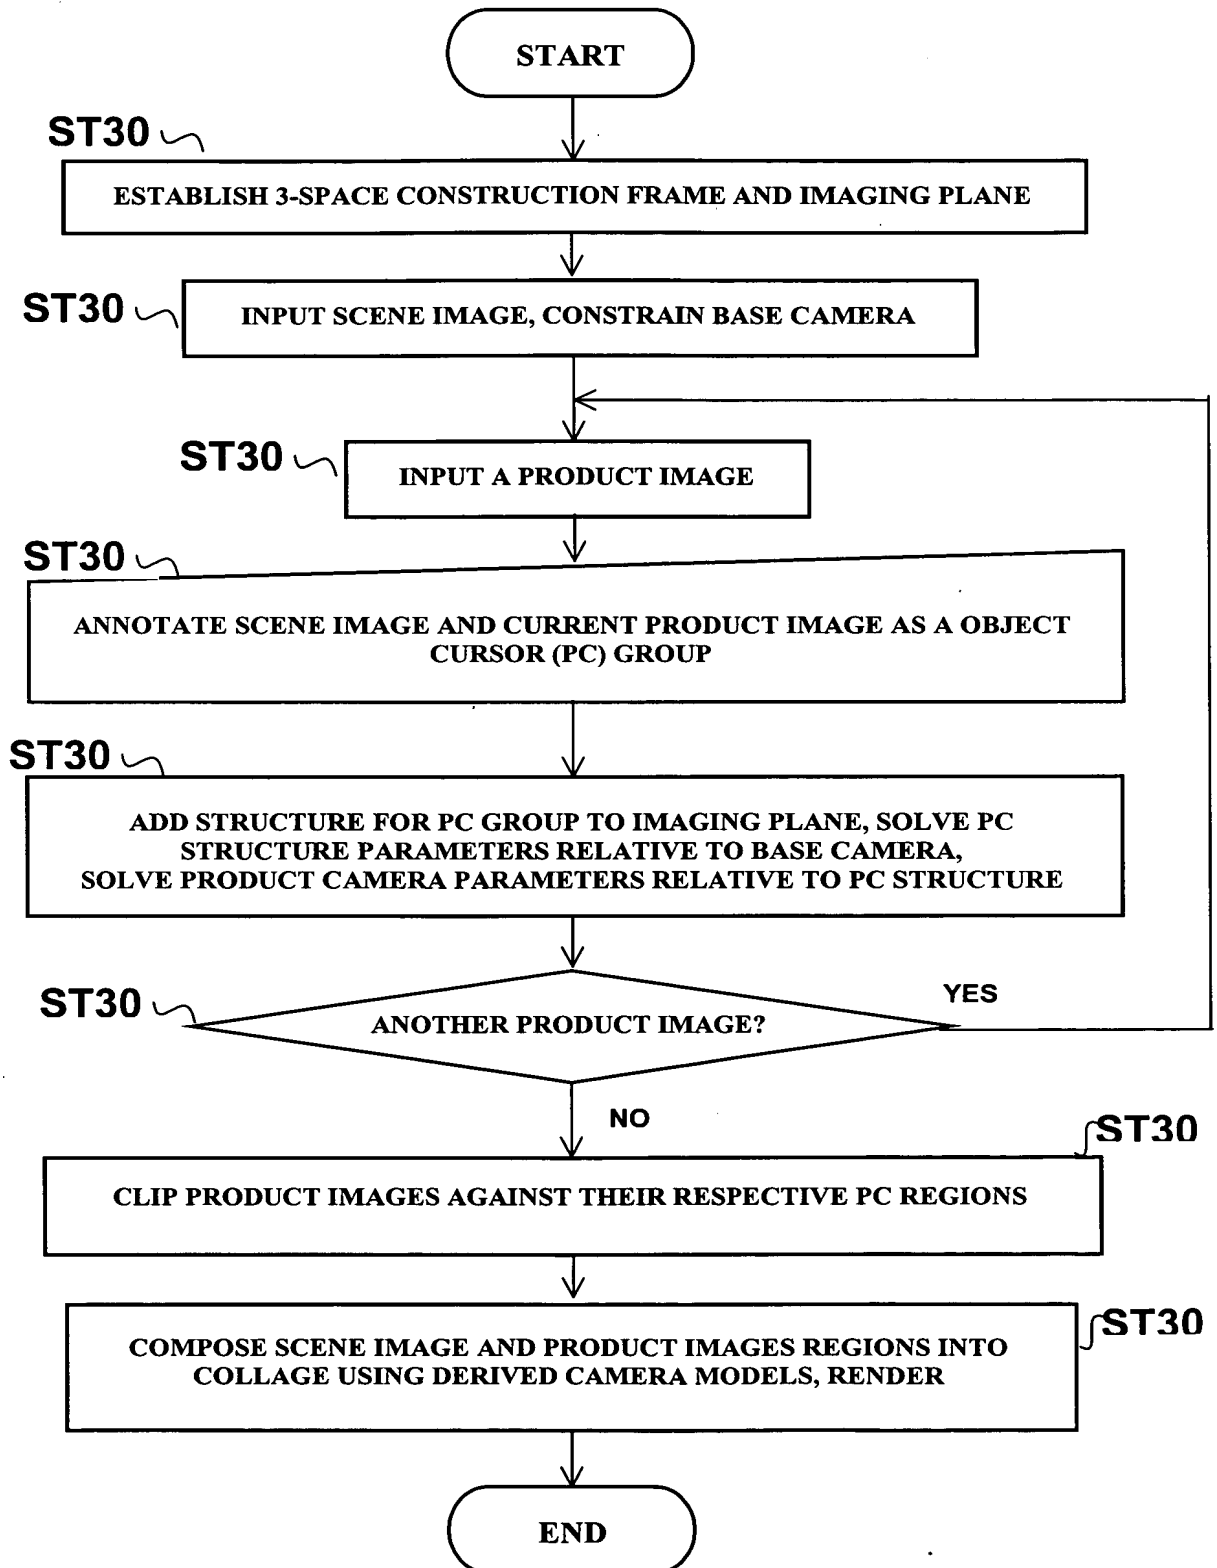 START
ST30
ESTABLISH 3-SPACE CONSTRUCTION FRAME AND IMAGING PLANE
ST30
INPUT SCENE IMAGE, CONSTRAIN BASE CAMERA
ST30
INPUT A PRODUCT IMAGE
ST30
ANNOTATE SCENE IMAGE AND CURRENT PRODUCT IMAGE AS A OBJECT
CURSOR (PC) GROUP
ST30
ADD STRUCTURE FOR PC GROUP TO IMAGING PLANE, SOLVE PC
STRUCTURE PARAMETERS RELATIVE TO BASE CAMERA,
SOLVE PRODUCT CAMERA PARAMETERS RELATIVE TO PC STRUCTURE
ST30
ANOTHER PRODUCT IMAGE?
YES
NO
ST30
CLIP PRODUCT IMAGES AGAINST THEIR RESPECTIVE PC REGIONS
ST30
COMPOSE SCENE IMAGE AND PRODUCT IMAGES REGIONS INTO
COLLAGE USING DERIVED CAMERA MODELS, RENDER
END